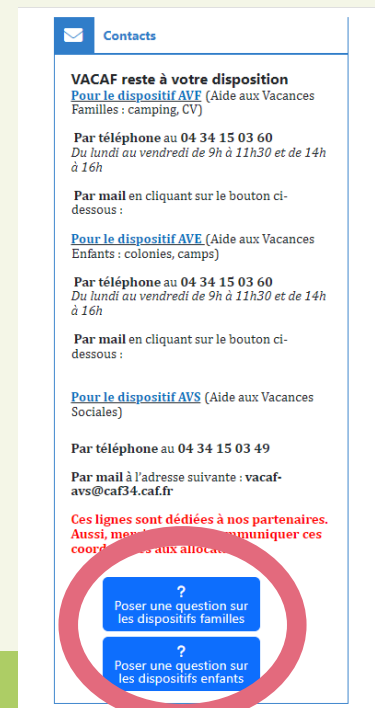 Contacts
VACAF reste à votre disposition
Pour le dispositif AVF (Aide aux Vacances
Familles : camping, CV)
Par téléphone au 04 34 15 03 60
Du lundi au vendredi de 9h à 11h30 et de 14h
à 16h
Par mail en cliquant sur le bouton ci-
dessous :
Pour le dispositif AVE (Aide aux Vacances
Enfants : colonies, camps)
Par téléphone au 04 34 15 03 60
Du lundi au vendredi de 9h à 11h30 et de 14h
à 16h
Par mail en cliquant sur le bouton ci-
dessous :
Pour le dispositif AVS (Aide aux Vacances
Sociales)
Par téléphone au 04 34 15 03 49
Par mail à l'adresse suivante : vacaf-
avs@caf34.caf.fr
Ces lignes sont dédiées à nos partenaires.
Aussi, ces
aux
?
Poser une question sur
les dispositifs familles
?
Poser une question sur
les dispositifs enfants